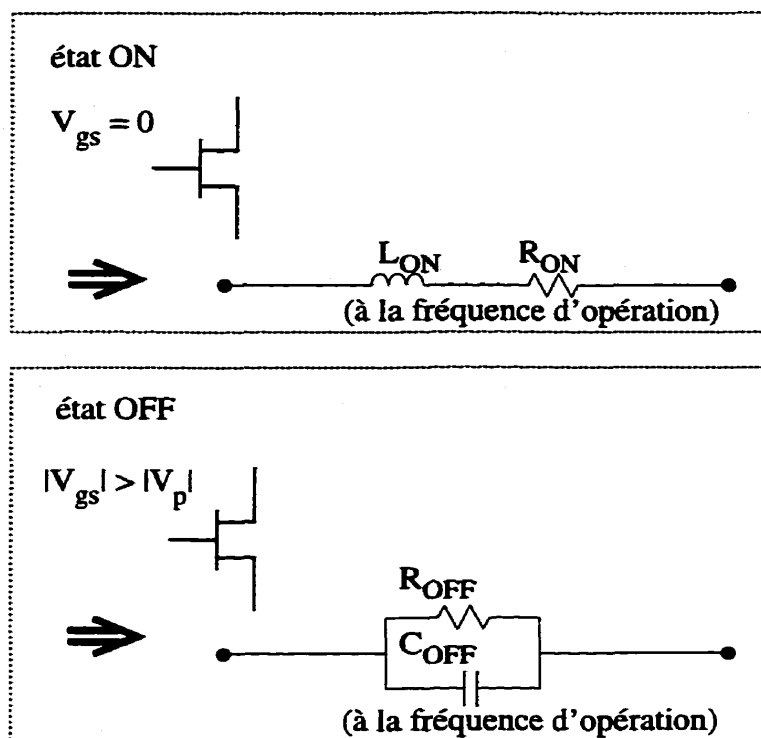 état ON
V_gs = 0
L_ON R_ON
(à la fréquence d'opération)
état OFF
|V_gs| > |V_p|
R_OFF
C_OFF
(à la fréquence d'opération)